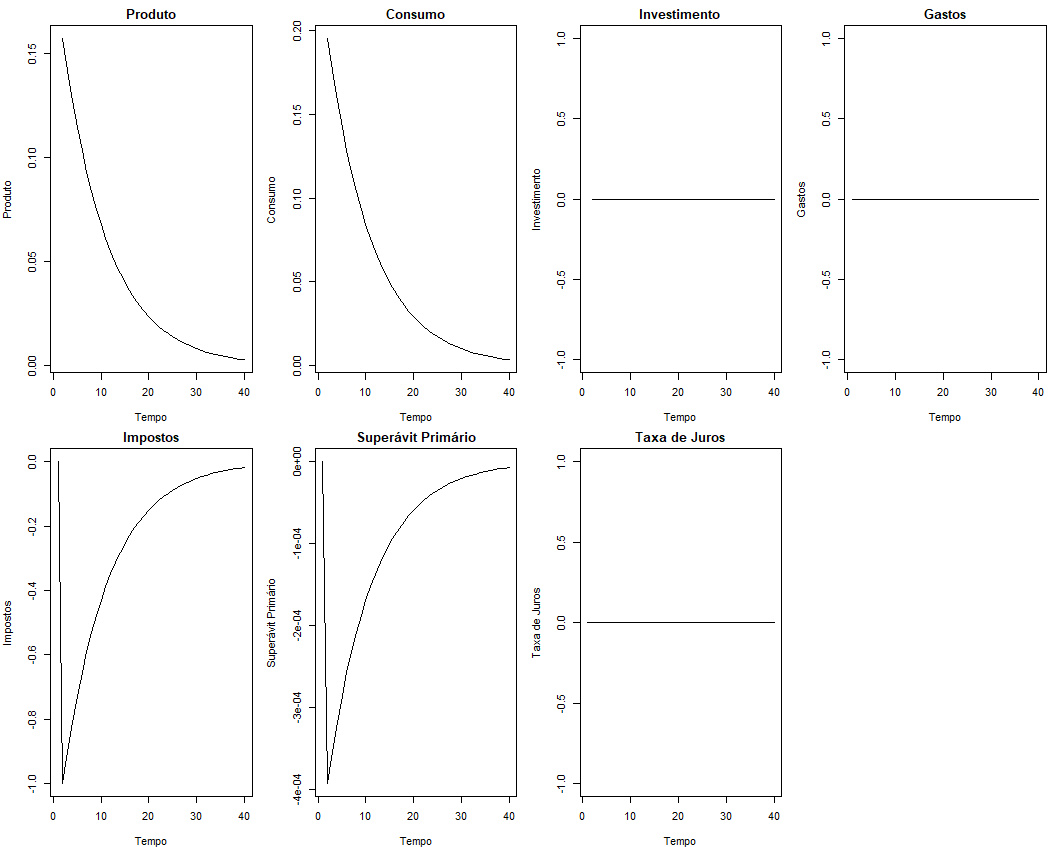 Produto
Produto
0.00
0.05
0.10
0.15
0
10
20
30
40
Tempo
Consumo
Consumo
0.00
0.05
0.10
0.15
0.20
0
10
20
30
40
Tempo
Investimento
Investimento
-1.0
-0.5
0.0
0.5
1.0
0
10
20
30
40
Tempo
Gastos
Gastos
-1.0
-0.5
0.0
0.5
1.0
0
10
20
30
40
Tempo
Impostos
Impostos
-1.0
-0.8
-0.6
-0.4
-0.2
0.0
0
10
20
30
40
Tempo
Superávit Primário
Superávit Primário
-4e-04
-3e-04
-2e-04
-1e-04
0e+00
0
10
20
30
40
Tempo
Taxa de Juros
Taxa de Juros
-1.0
-0.5
0.0
0.5
1.0
0
10
20
30
40
Tempo